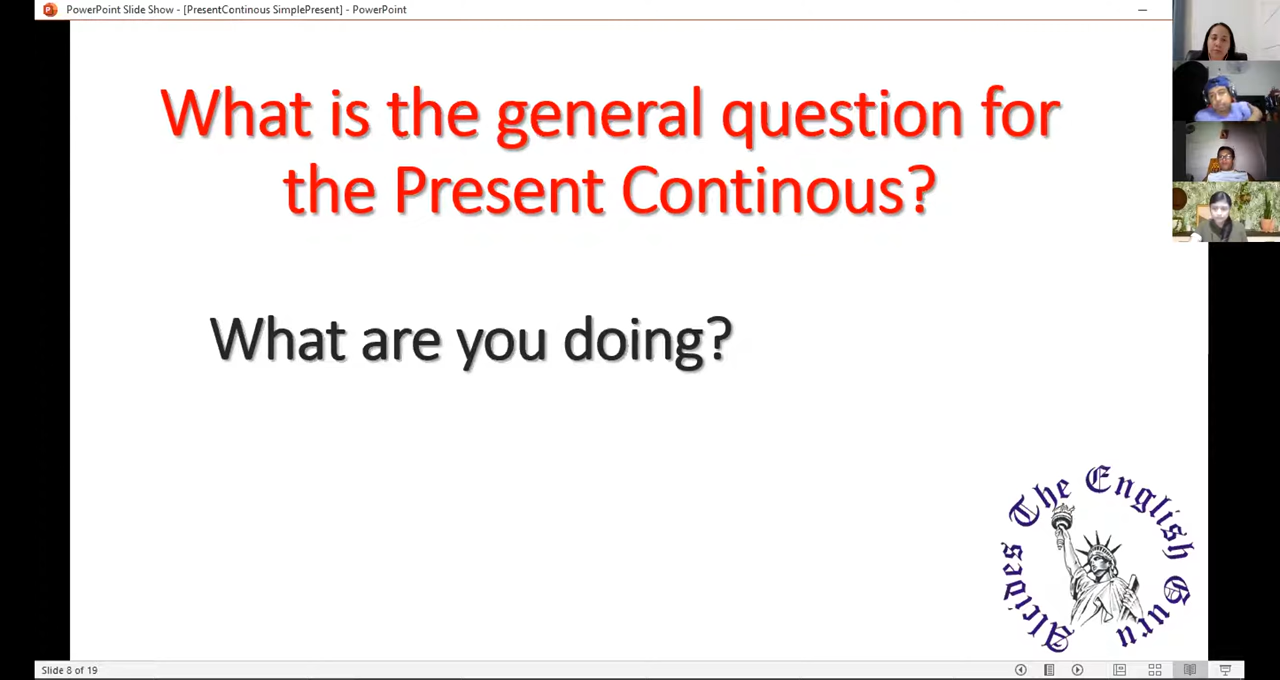 PowerPoint Slide Show - [PresentContinous SimplePresent] - PowerPoint
What is the general question for
the Present Continous?
What are you doing?
Alcides The English Guru
Slide 8 of 19